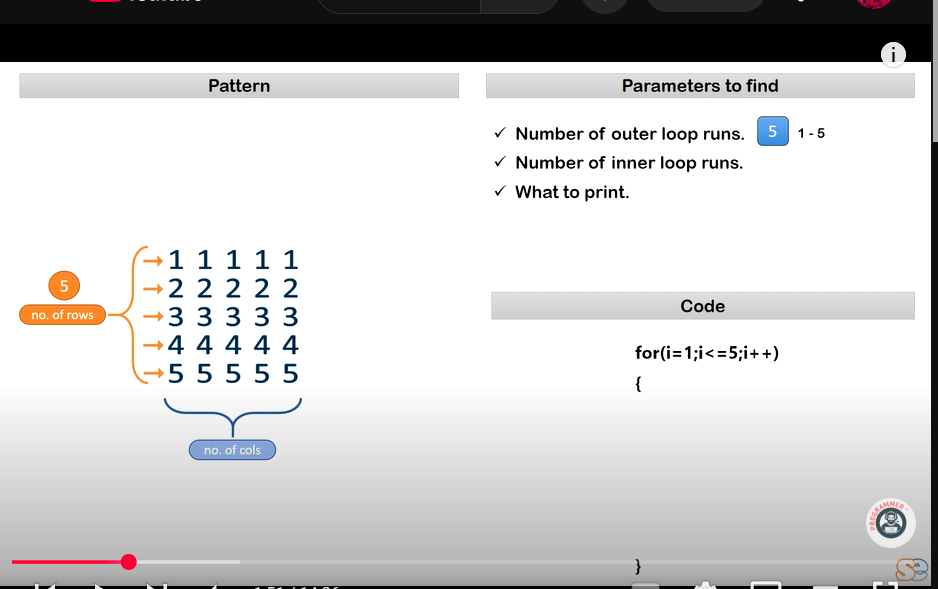 i
Pattern
Parameters to find
✓ Number of outer loop runs. 5 1 - 5
✓ Number of inner loop runs.
✓ What to print.
5
no. of rows
1 1 1 1 1
2 2 2 2 2
3 3 3 3 3
4 4 4 4 4
5 5 5 5 5
no. of cols
Code
for(i=1;i<=5;i++)
{
}
PROGRAMMER